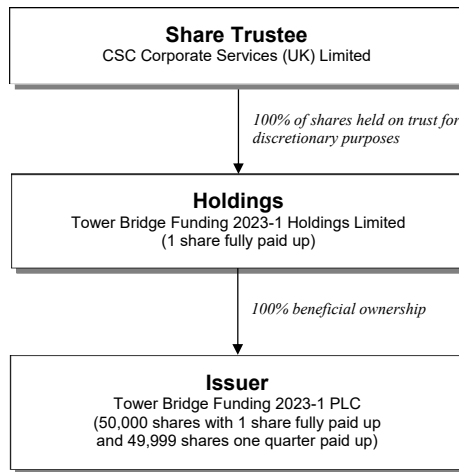 Share Trustee
CSC Corporate Services (UK) Limited
100% of shares held on trust for
discretionary purposes
Holdings
Tower Bridge Funding 2023-1 Holdings Limited
(1 share fully paid up)
100% beneficial ownership
Issuer
Tower Bridge Funding 2023-1 PLC
(50,000 shares with 1 share fully paid up
and 49,999 shares one quarter paid up)